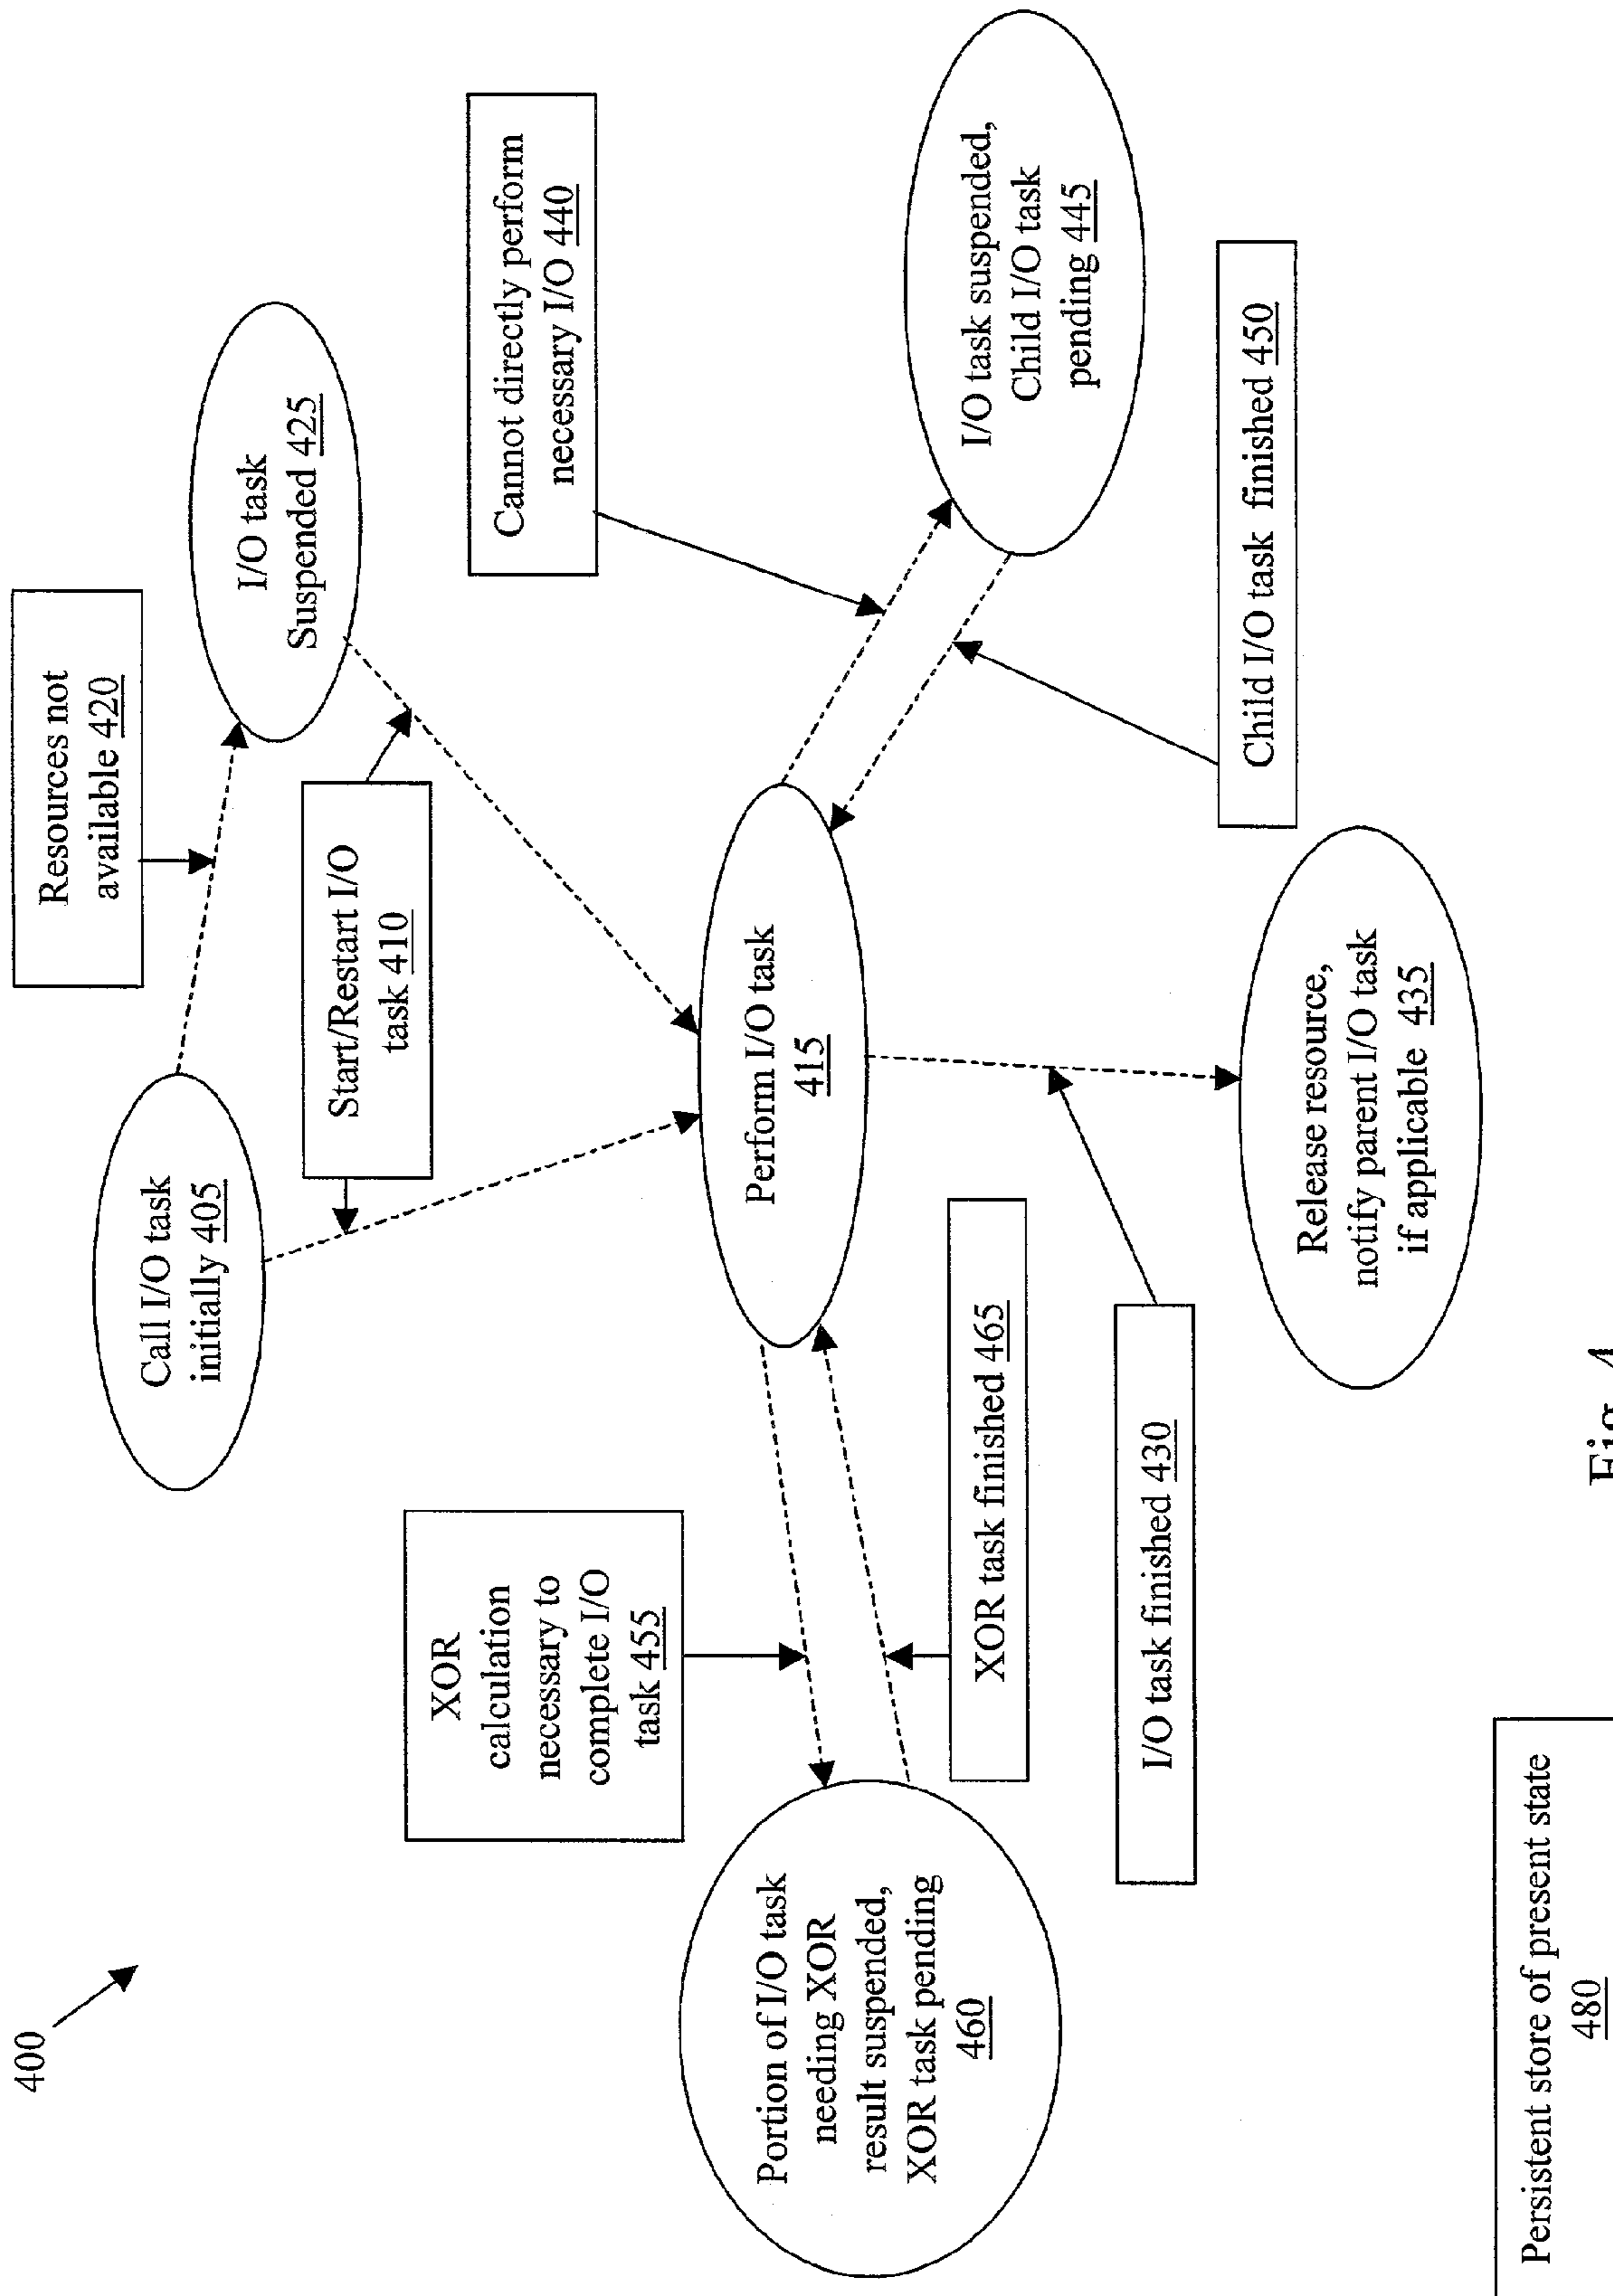 400
Resources not
available 420
Call I/O task
initially 405
I/O task
Suspended 425
Start/Restart I/O
task 410
XOR
calculation
necessary to
complete I/O
task 455
Cannot directly perform
necessary I/O 440
Perform I/O task
415
Portion of I/O task
needing XOR
result suspended,
XOR task pending
460
I/O task suspended,
Child I/O task
pending 445
XOR task finished 465
I/O task finished 430
Child I/O task finished 450
Release resource,
notify parent I/O task
if applicable 435
Persistent store of present state
480
Fig. 4